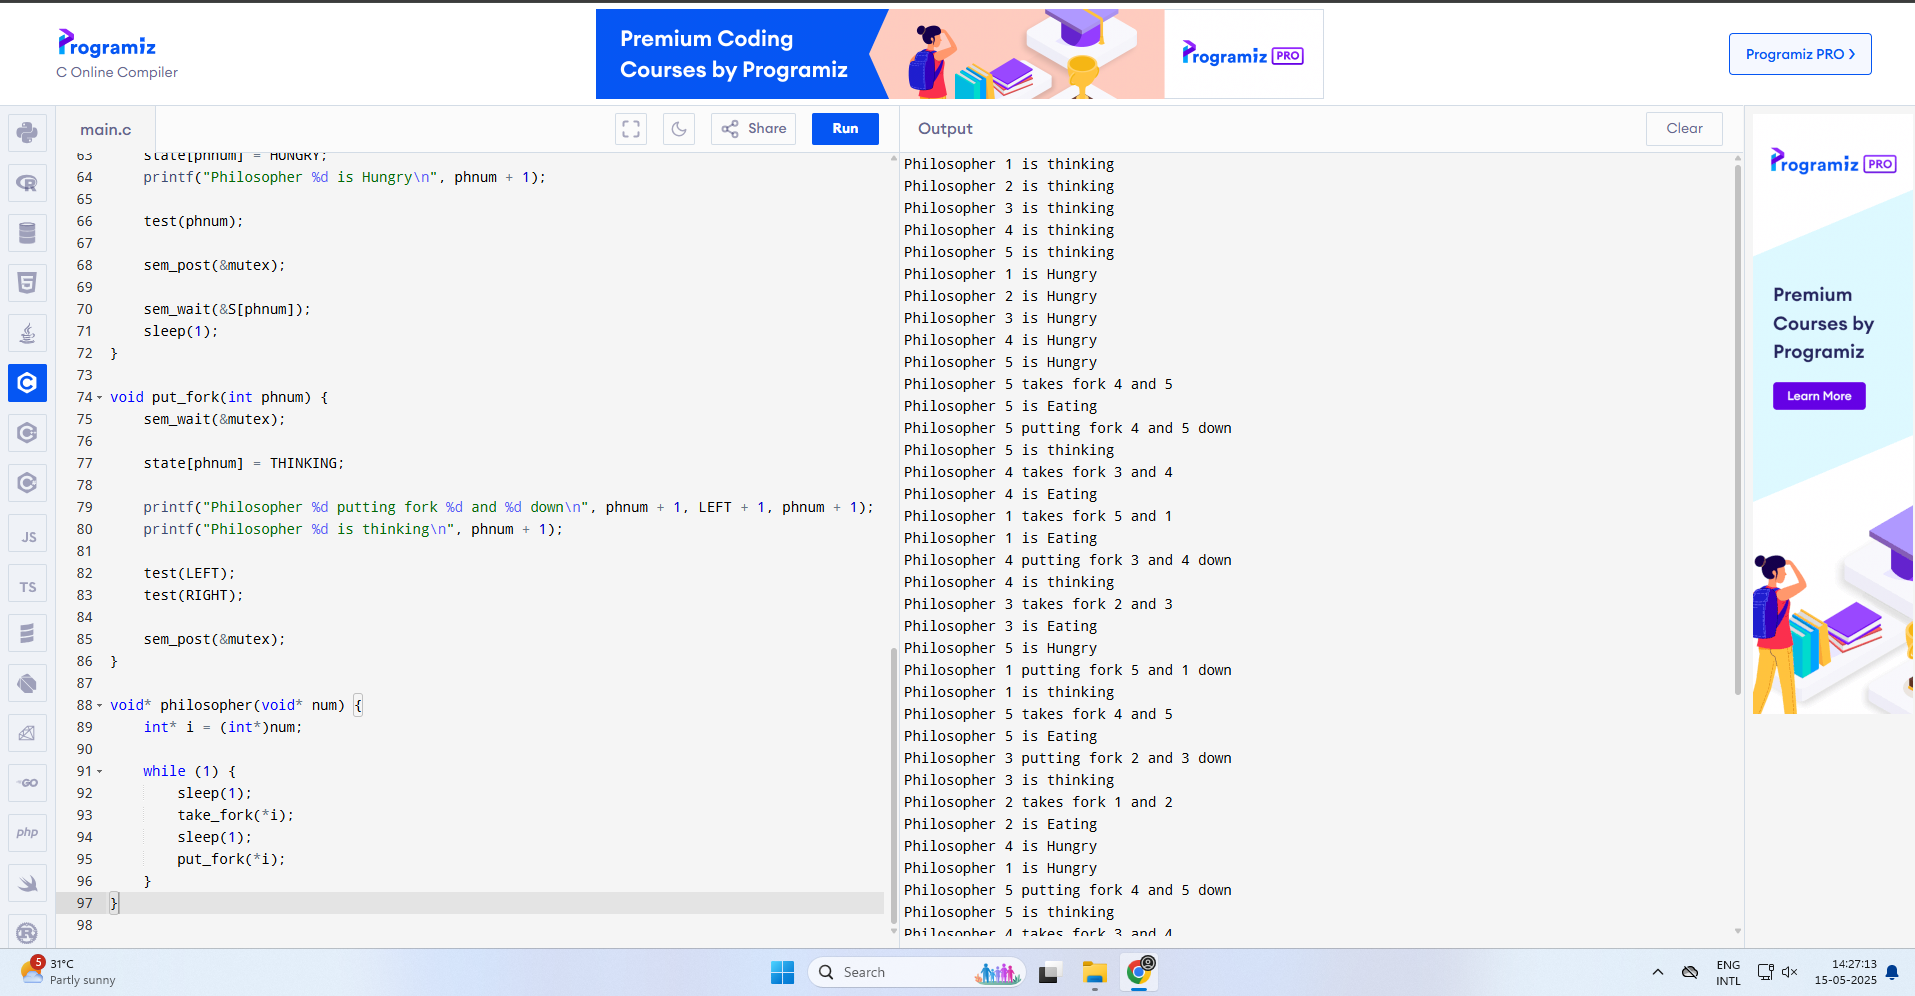 Programiz
C Online Compiler
Premium Coding
Courses by Programiz
Programiz PRO
Programiz PRO
main.c
Share
Run
Output
Clear
63 state[phnum] = HUNGRY;
64 printf("Philosopher %d is Hungry\n", phnum + 1);
65
66 test(phnum);
67
68 sem_post(&mutex);
69
70 sem_wait(&S[phnum]);
71 sleep(1);
72 }
73
74 void put_fork(int phnum) {
75 sem_wait(&mutex);
76
77 state[phnum] = THINKING;
78
79 printf("Philosopher %d putting fork %d and %d down\n", phnum + 1, LEFT + 1, phnum + 1);
80 printf("Philosopher %d is thinking\n", phnum + 1);
81
82 test(LEFT);
83 test(RIGHT);
84
85 sem_post(&mutex);
86 }
87
88 void* philosopher(void* num) {
89 int* i = (int*)num;
90
91 while (1) {
92 sleep(1);
93 take_fork(*i);
94 sleep(1);
95 put_fork(*i);
96 }
97 }
98
Philosopher 1 is thinking
Philosopher 2 is thinking
Philosopher 3 is thinking
Philosopher 4 is thinking
Philosopher 5 is thinking
Philosopher 1 is Hungry
Philosopher 2 is Hungry
Philosopher 3 is Hungry
Philosopher 4 is Hungry
Philosopher 5 is Hungry
Philosopher 5 takes fork 4 and 5
Philosopher 5 is Eating
Philosopher 5 putting fork 4 and 5 down
Philosopher 5 is thinking
Philosopher 4 takes fork 3 and 4
Philosopher 4 is Eating
Philosopher 1 takes fork 5 and 1
Philosopher 1 is Eating
Philosopher 4 putting fork 3 and 4 down
Philosopher 4 is thinking
Philosopher 3 takes fork 2 and 3
Philosopher 3 is Eating
Philosopher 5 is Hungry
Philosopher 1 putting fork 5 and 1 down
Philosopher 1 is thinking
Philosopher 5 takes fork 4 and 5
Philosopher 5 is Eating
Philosopher 3 putting fork 2 and 3 down
Philosopher 3 is thinking
Philosopher 2 takes fork 1 and 2
Philosopher 2 is Eating
Philosopher 4 is Hungry
Philosopher 1 is Hungry
Philosopher 5 putting fork 4 and 5 down
Philosopher 5 is thinking
Philosopher 4 takes fork 3 and 4
Programiz PRO
Premium
Courses by
Programiz
Learn More
R
JS
TS
GO
php
5
31°C
Partly sunny
Search
ENG
INTL
14:27:13
15-05-2025